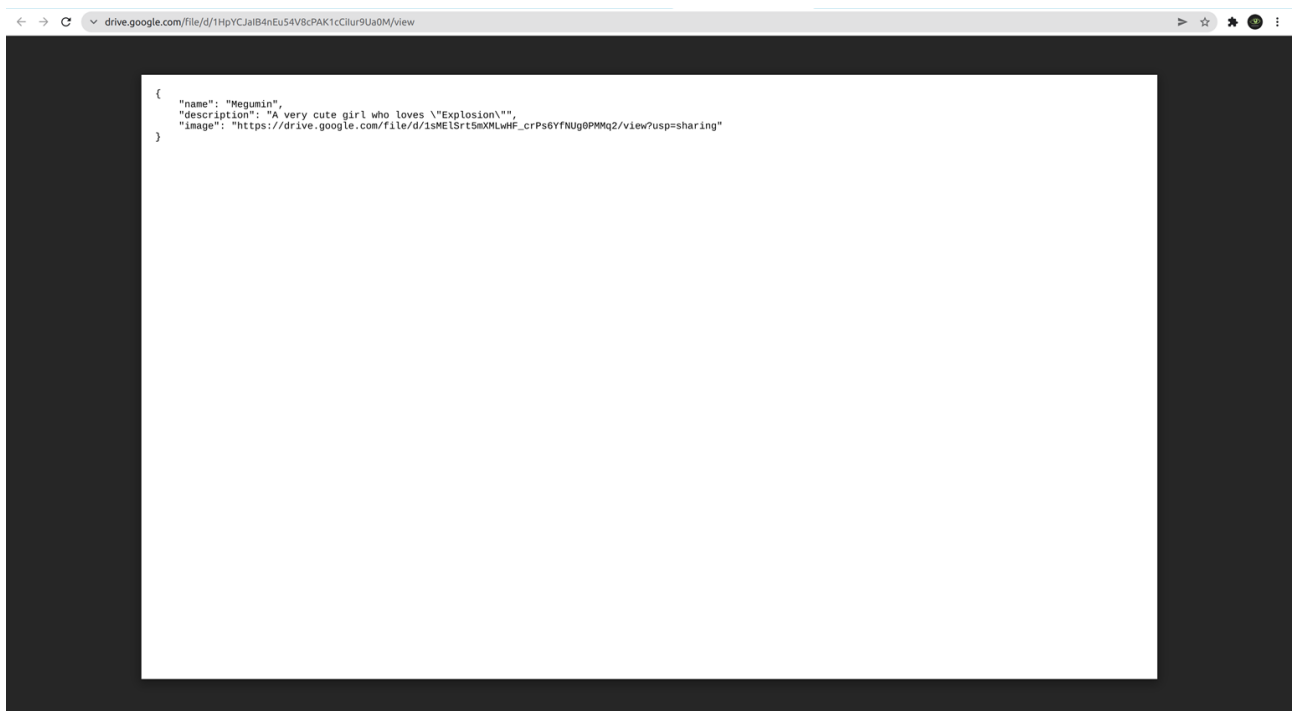 drive.google.com/file/d/1HpYCJaIB4nEuS4V8cPAK1cCiIur9Ua0M/view
{
    "name": "Megumin",
    "description": "A very cute girl who loves \"Explosion\"",
    "image": "https://drive.google.com/file/d/1sMElSrt5mXMLwHF_crPs6YfNUg0PMMq2/view?usp=sharing"
}